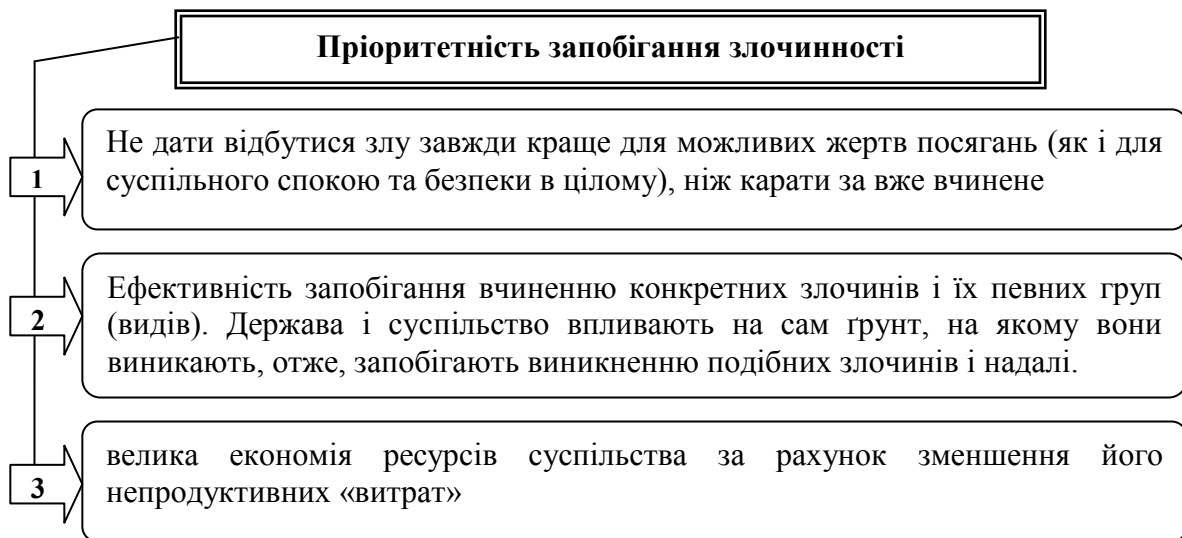 Пріоритетність запобігання злочинності
1
Не дати відбутися злу завжди краще для можливих жертв посягань (як і для
суспільного спокою та безпеки в цілому), ніж карати за вже вчинене
2
Ефективність запобігання вчиненню конкретних злочинів і їх певних груп
(видів). Держава і суспільство впливають на сам ґрунт, на якому вони
виникають, отже, запобігають виникненню подібних злочинів і надалі.
3
велика економія ресурсів суспільства за рахунок зменшення його
непродуктивних «витрат»